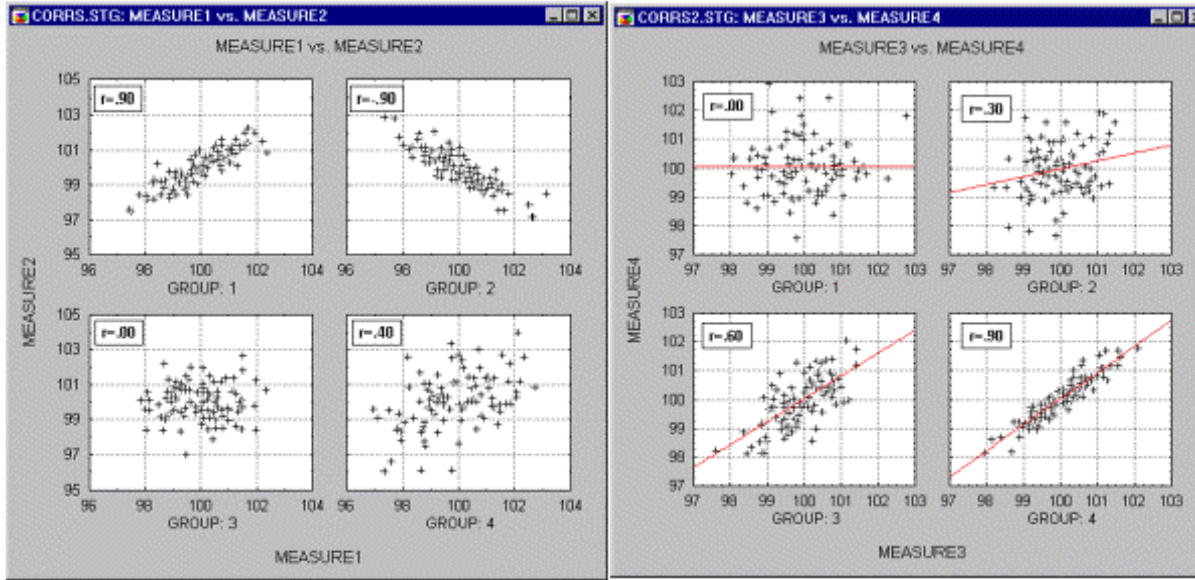 CORRS.STG: MEASURE1 vs. MEASURE2
MEASURE1 vs. MEASURE2
105
103
101
99
97
95
r=.90
r=-.90
96 98 100 102 104
GROUP: 1
96 98 100 102 104
GROUP: 2
MEASURE2
105
103
101
99
97
95
r=.00
r=.40
96 98 100 102 104
GROUP: 3
96 98 100 102 104
GROUP: 4
MEASURE1
CORRS2.STG: MEASURE3 vs. MEASURE4
MEASURE3 vs. MEASURE4
103
102
101
100
99
98
97
r=.00
r=.30
97 98 99 100 101 102 103
GROUP: 1
97 98 99 100 101 102 103
GROUP: 2
MEASURE4
103
102
101
100
99
98
97
r=.60
r=.90
97 98 99 100 101 102 103
GROUP: 3
97 98 99 100 101 102 103
GROUP: 4
MEASURE3